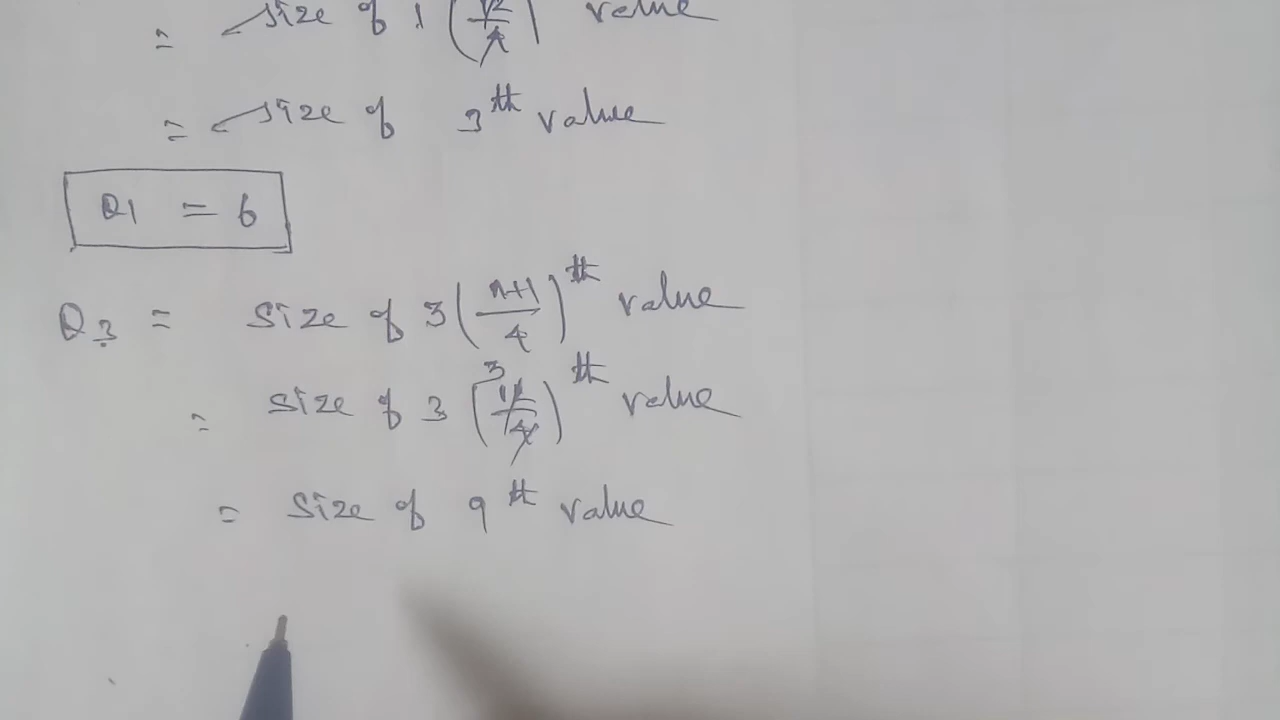 = size of 1 (12/4) value
= size of 3th value
Q1 = 6
Q3 = size of 3 (n+1/4)th value
= size of 3 (12/4)th value 3
= size of 9th value